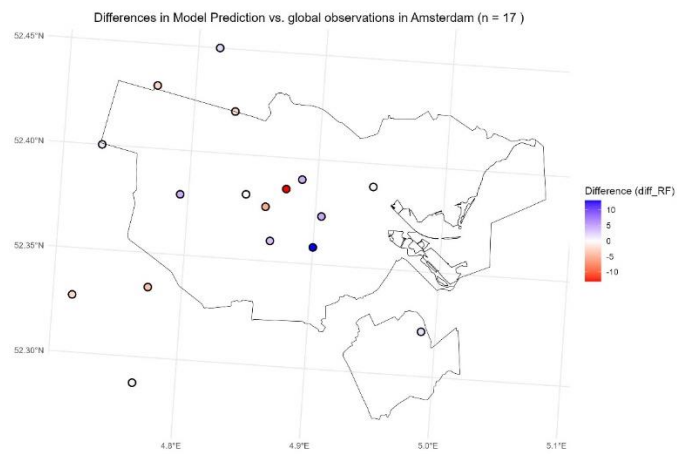 Differences in Model Prediction vs. global observations in Amsterdam (n = 17 )
52.45°N
52.40°N
52.35°N
52.30°N
4.8°E
4.9°E
5.0°E
5.1°E
Difference (diff_RF)
10
5
0
-5
-10